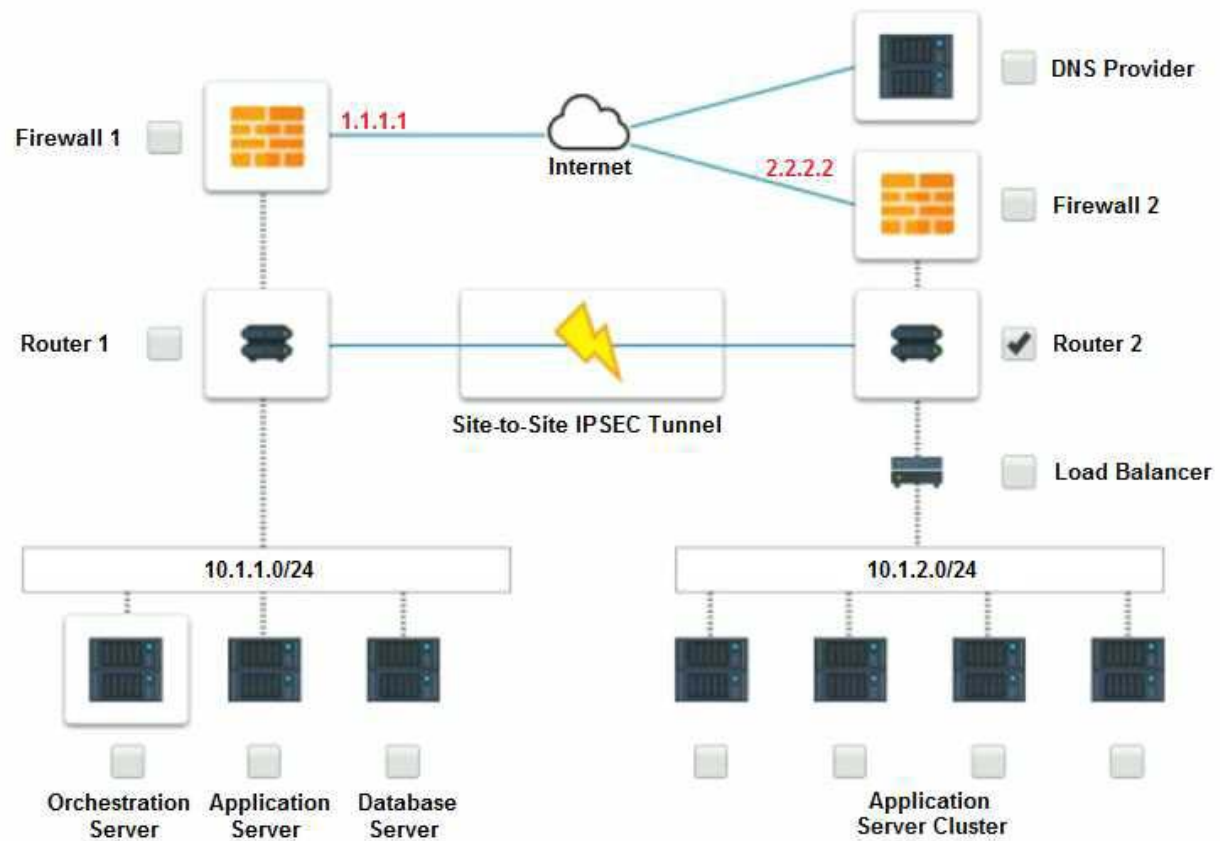 DNS Provider
Firewall 1
1.1.1.1
Internet
2.2.2.2
Firewall 2
Router 1
Router 2
Site-to-Site IPSEC Tunnel
Load Balancer
10.1.1.0/24
10.1.2.0/24
Orchestration
Server
Application
Server
Database
Server
Application
Server Cluster